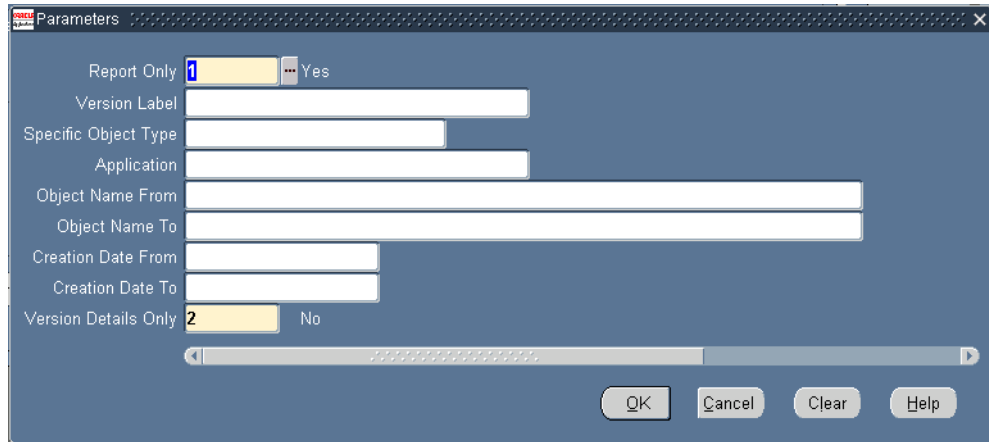 ORACLE
Parameters
Report Only 1 ... Yes
Version Label
Specific Object Type
Application
Object Name From
Object Name To
Creation Date From
Creation Date To
Version Details Only 2 No
OK Cancel Clear Help